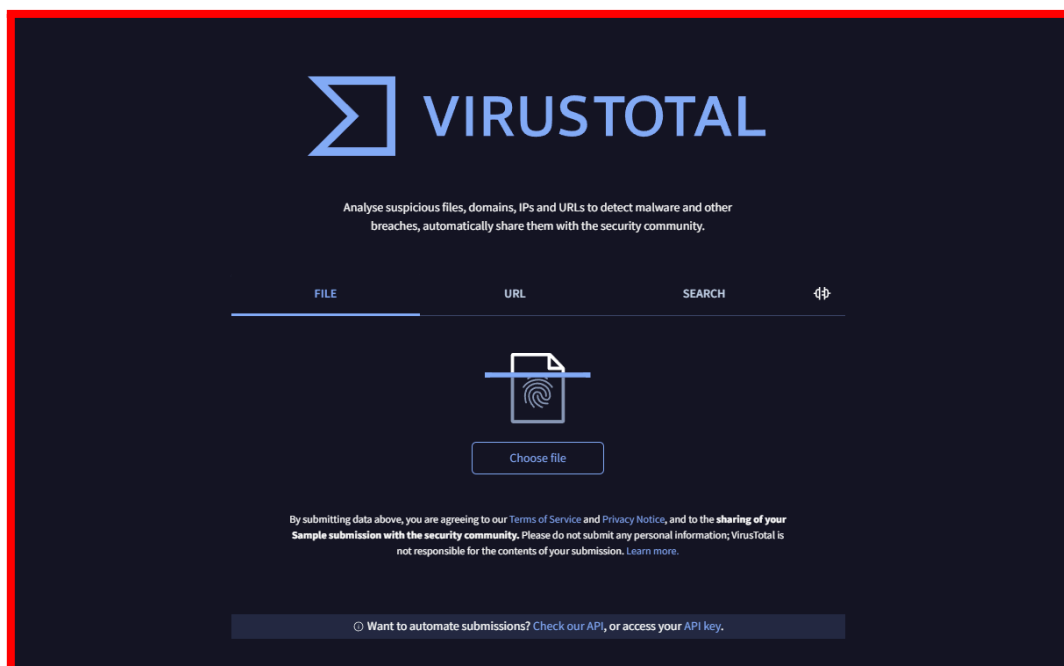 VIRUSTOTAL
Analyse suspicious files, domains, IPs and URLs to detect malware and other
breaches, automatically share them with the security community.
FILE
URL
SEARCH
Choose file
By submitting data above, you are agreeing to our Terms of Service and Privacy Notice, and to the sharing of your
Sample submission with the security community. Please do not submit any personal information; VirusTotal is
not responsible for the contents of your submission. Learn more.
Want to automate submissions? Check our API, or access your API key.